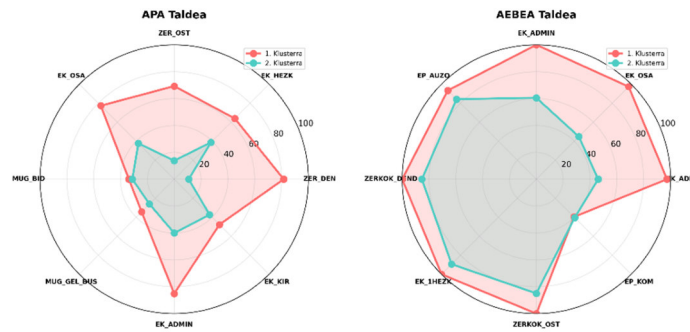 APA Taldea
ZER_OST
1. Klusterra
2. Klusterra
EK_OSA
EK_HEZK
100
80
60
40
20
MUG_BID
ZER_DEN
MUG_GEL_BUS
EK_KIR
EK_ADMIN
AEBEA Taldea
EK_ADMIN
1. Klusterra
2. Klusterra
EP_AUZO
EK_OSA
100
80
60
40
20
EK_1HEZK
EP_KOM
ZERKOK_OST